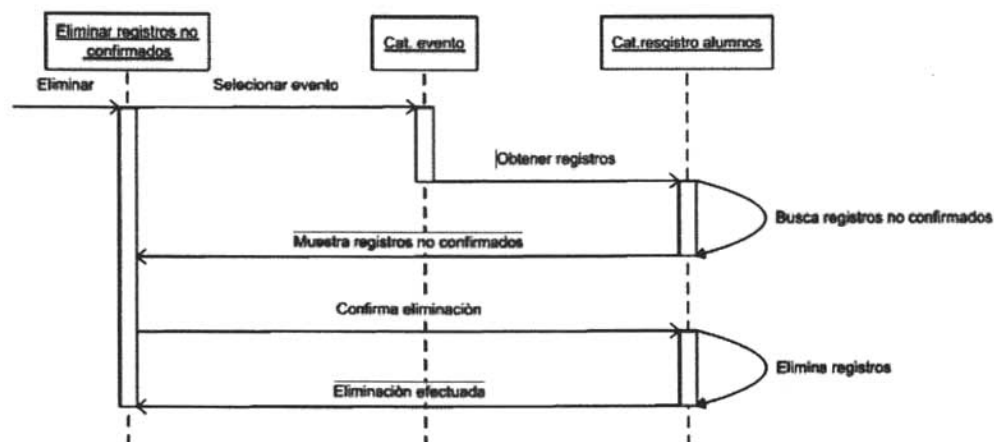 Eliminar registros no
confirmados
Cat. evento
Cat.resgistro alumnos
Eliminar
Selecionar evento
Obtener registros
Busca registros no confirmados
Muestra registros no confirmados
Confirma eliminación
Elimina registros
Eliminación efectuada